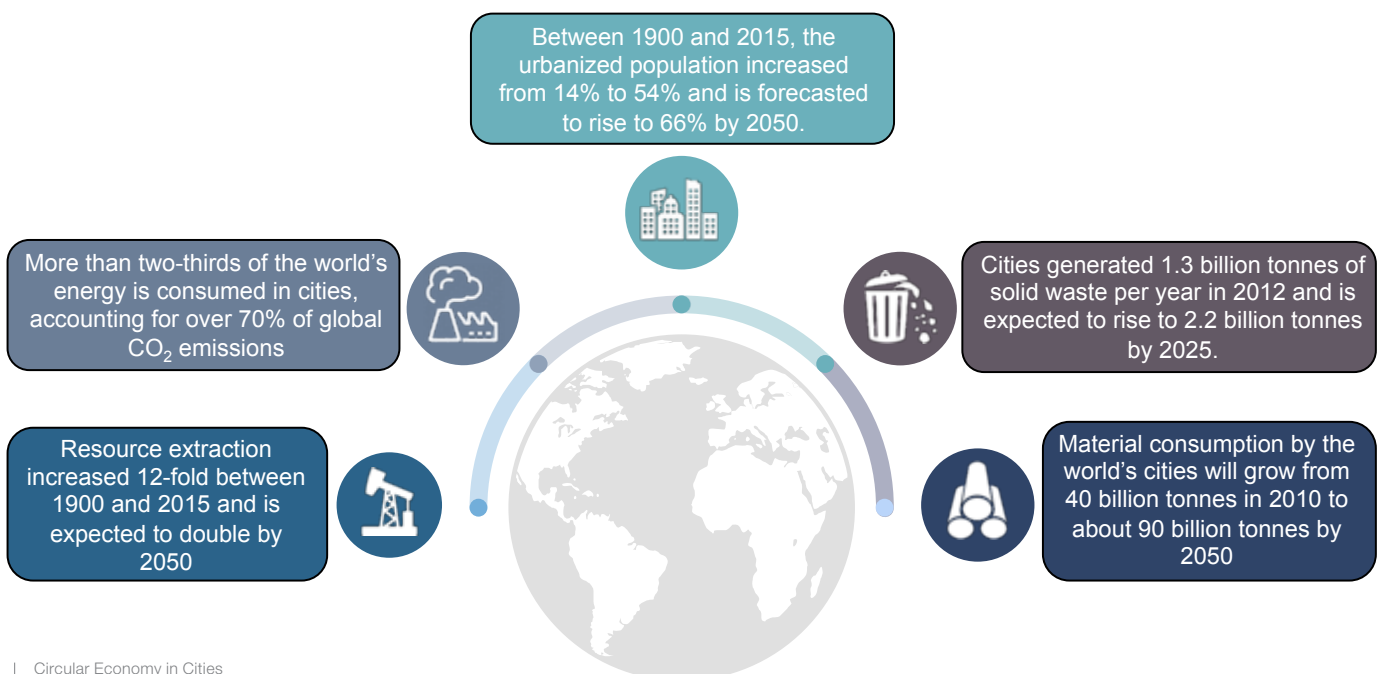 Between 1900 and 2015, the
urbanized population increased
from 14% to 54% and is forecasted
to rise to 66% by 2050.
More than two-thirds of the world's
energy is consumed in cities,
accounting for over 70% of global
CO₂ emissions
Cities generated 1.3 billion tonnes of
solid waste per year in 2012 and is
expected to rise to 2.2 billion tonnes
by 2025.
Resource extraction
increased 12-fold between
1900 and 2015 and is
expected to double by
2050
Material consumption by the
world's cities will grow from
40 billion tonnes in 2010 to
about 90 billion tonnes by
2050
| Circular Economy in Cities